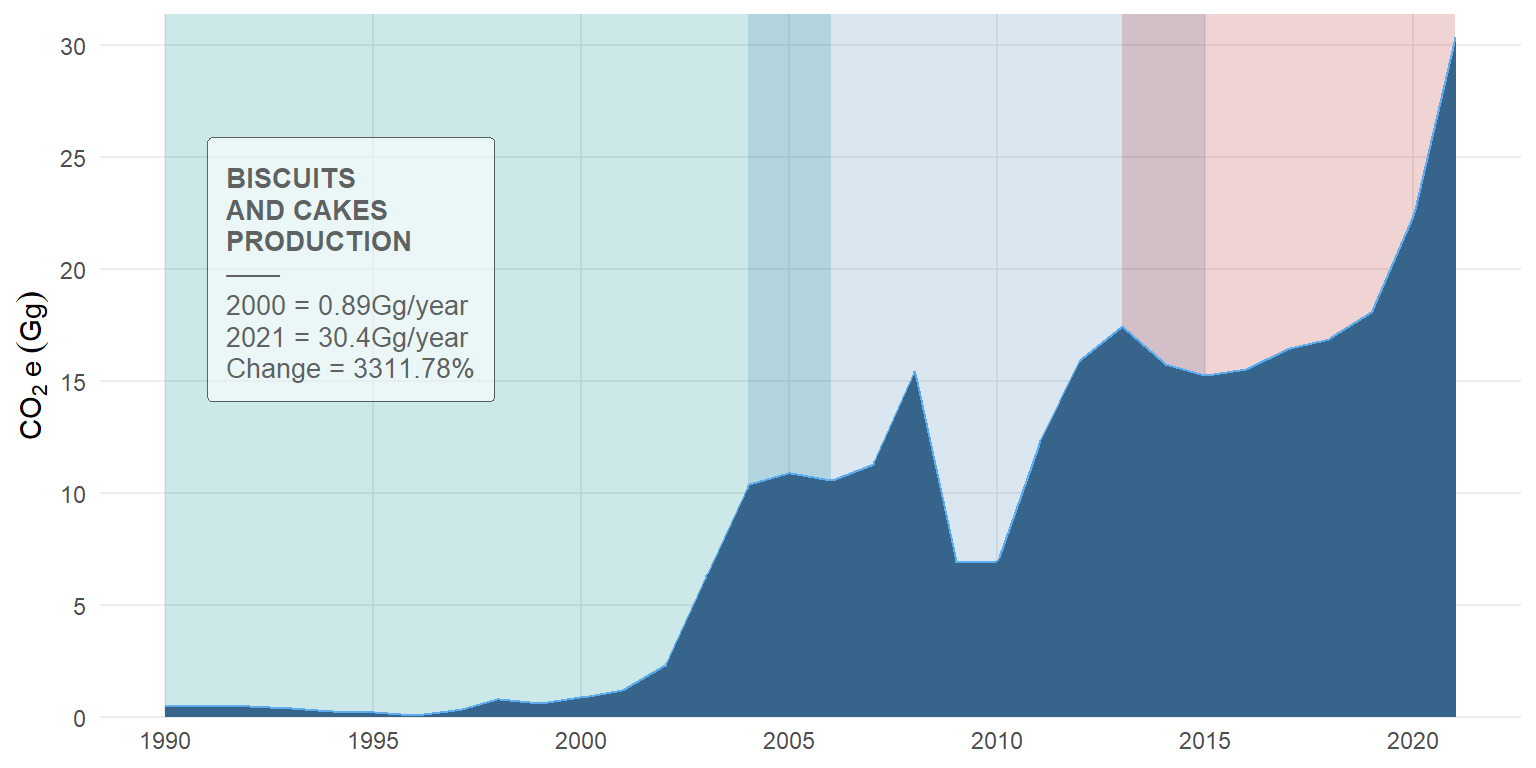 30
25
20
15
10
5
0
CO₂ e (Gg)
BISCUITS
AND CAKES
PRODUCTION
2000 = 0.89Gg/year
2021 = 30.4Gg/year
Change = 3311.78%
1990 1995 2000 2005 2010 2015 2020